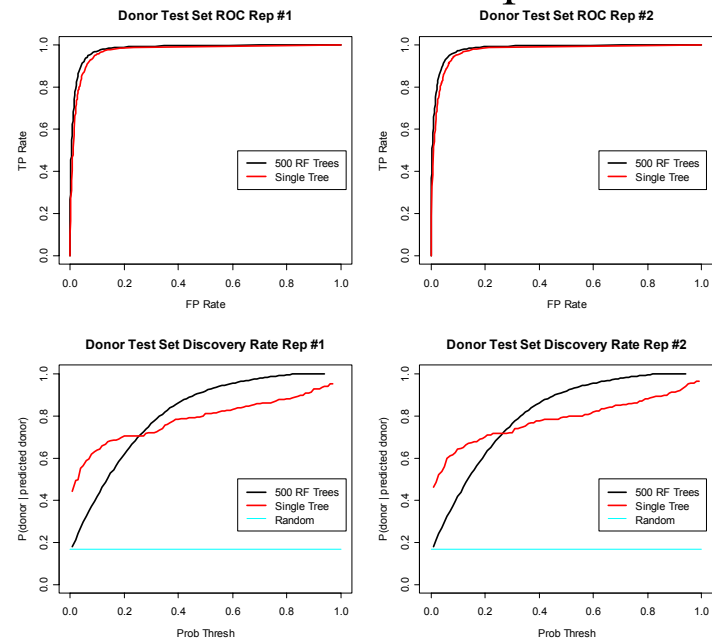 Donor Test Set ROC Rep #1
TP Rate
0.0 0.2 0.4 0.6 0.8 1.0
500 RF Trees
Single Tree
0.0 0.2 0.4 0.6 0.8 1.0
FP Rate
Donor Test Set ROC Rep #2
TP Rate
0.0 0.2 0.4 0.6 0.8 1.0
500 RF Trees
Single Tree
0.0 0.2 0.4 0.6 0.8 1.0
FP Rate
Donor Test Set Discovery Rate Rep #1
P(donor | predicted donor)
0.0 0.2 0.4 0.6 0.8 1.0
500 RF Trees
Single Tree
Random
0.0 0.2 0.4 0.6 0.8 1.0
Prob Thresh
Donor Test Set Discovery Rate Rep #2
P(donor | predicted donor)
0.0 0.2 0.4 0.6 0.8 1.0
500 RF Trees
Single Tree
Random
0.0 0.2 0.4 0.6 0.8 1.0
Prob Thresh